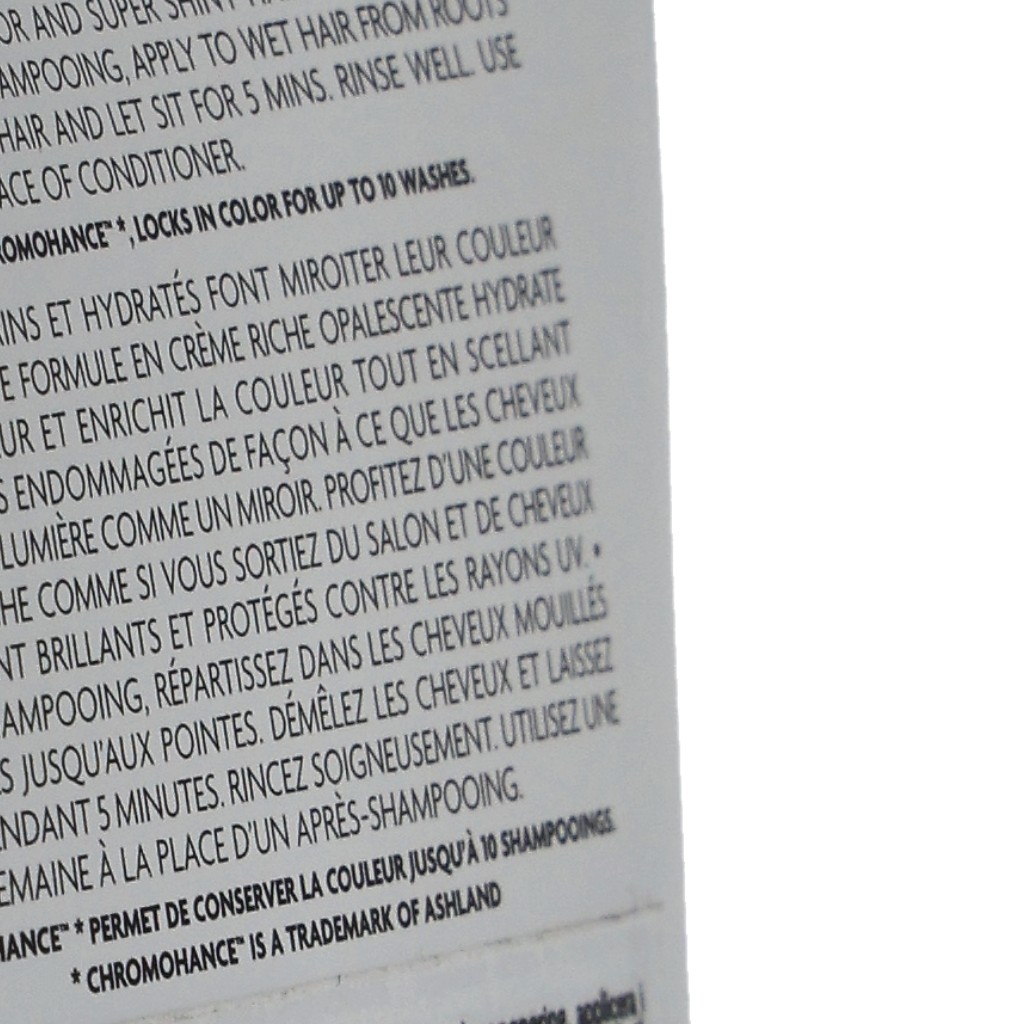 OR AND SUPER SHINY
AMPOOING, APPLY TO WET HAIR FROM ROOTS
HAIR AND LET SIT FOR 5 MINS. RINSE WELL. USE
ACE OF CONDITIONER.
ROMOHANCE™ *, LOCKS IN COLOR FOR UP TO 10 WASHES.
INS ET HYDRATÉS FONT MIROITER LEUR COULEUR
E FORMULE EN CRÈME RICHE OPALESCENTE HYDRATE
UR ET ENRICHIT LA COULEUR TOUT EN SCELLANT
S ENDOMMAGÉES DE FAÇON À CE QUE LES CHEVEUX
LUMIÈRE COMME UN MIROIR. PROFITEZ D'UNE COULEUR
HE COMME SI VOUS SORTIEZ DU SALON ET DE CHEVEUX
NT BRILLANTS ET PROTÉGÉS CONTRE LES RAYONS UV. •
AMPOOING, RÉPARTISSEZ DANS LES CHEVEUX MOUILLÉS
S JUSQU'AUX POINTES. DÉMÊLEZ LES CHEVEUX ET LAISSEZ
ENDANT 5 MINUTES. RINCEZ SOIGNEUSEMENT. UTILISEZ UNE
EMAINE À LA PLACE D'UN APRÈS-SHAMPOOING.
HANCE™ * PERMET DE CONSERVER LA COULEUR JUSQU'À 10 SHAMPOOINGS.
* CHROMOHANCE™ IS A TRADEMARK OF ASHLAND